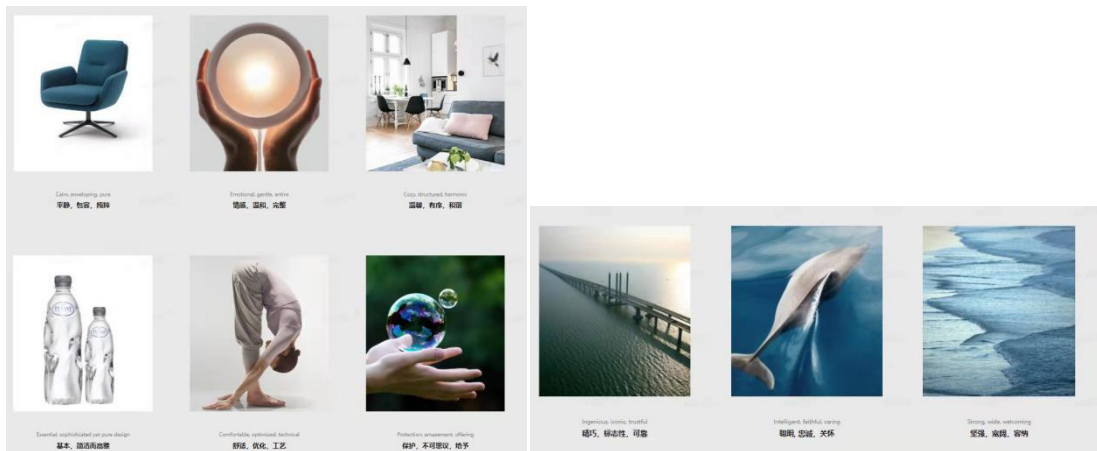 Calm, enveloping, pure
平静，包容，纯粹
Emotional, gentle, entire
情感，温和，完整
Cozy, structured, harmonic
温馨，有序，和谐
Essential, sophisticated yet pure design
基本，简洁而高雅
Comfortable, optimized, technical
舒适，优化，工艺
Protection, amazement, offering
保护，不可思议，给予
Ingenious, iconic, trustful
精巧，标志性，可靠
Intelligent, faithful, caring
聪明, 忠诚，关怀
Strong, wide, welcoming
坚强，宽阔，容纳